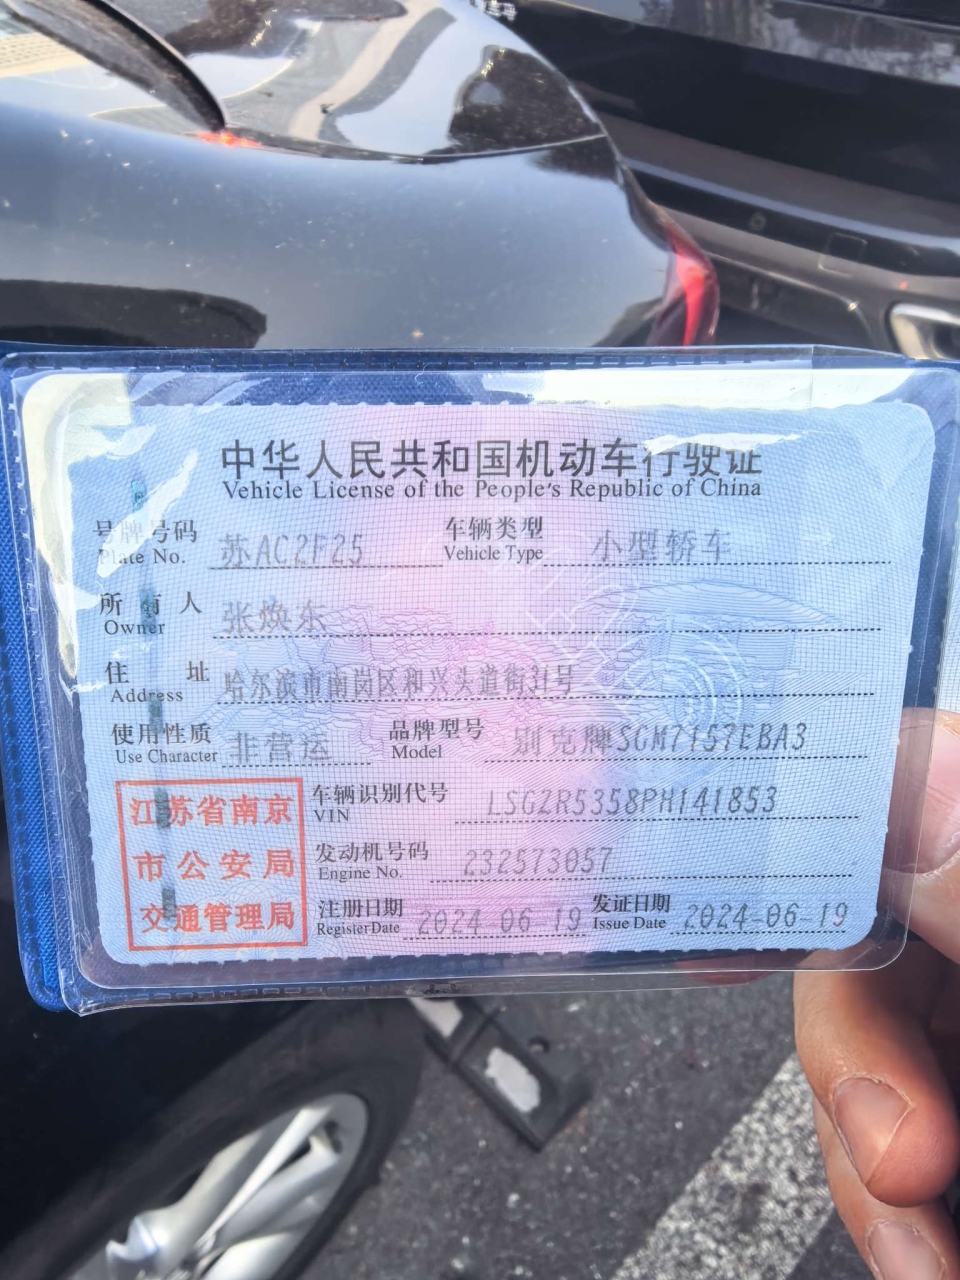 中华人民共和国机动车行驶证
Vehicle License of the People's Republic of China
号牌号码 苏AC2F25 车辆类型 小型轿车
Plate No. Vehicle Type
所有人 张焕东
Owner
住址 哈尔滨市南岗区和兴头道街31号
Address
使用性质 非营运 品牌型号 别克牌SGM7157EBA3
Use Character Model
江苏省南京
市公安局
交通管理局
车辆识别代号 LSGZR5358PH141853
VIN
发动机号码 232573057
Engine No.
注册日期 2024-06-19 发证日期 2024-06-19
Register Date Issue Date